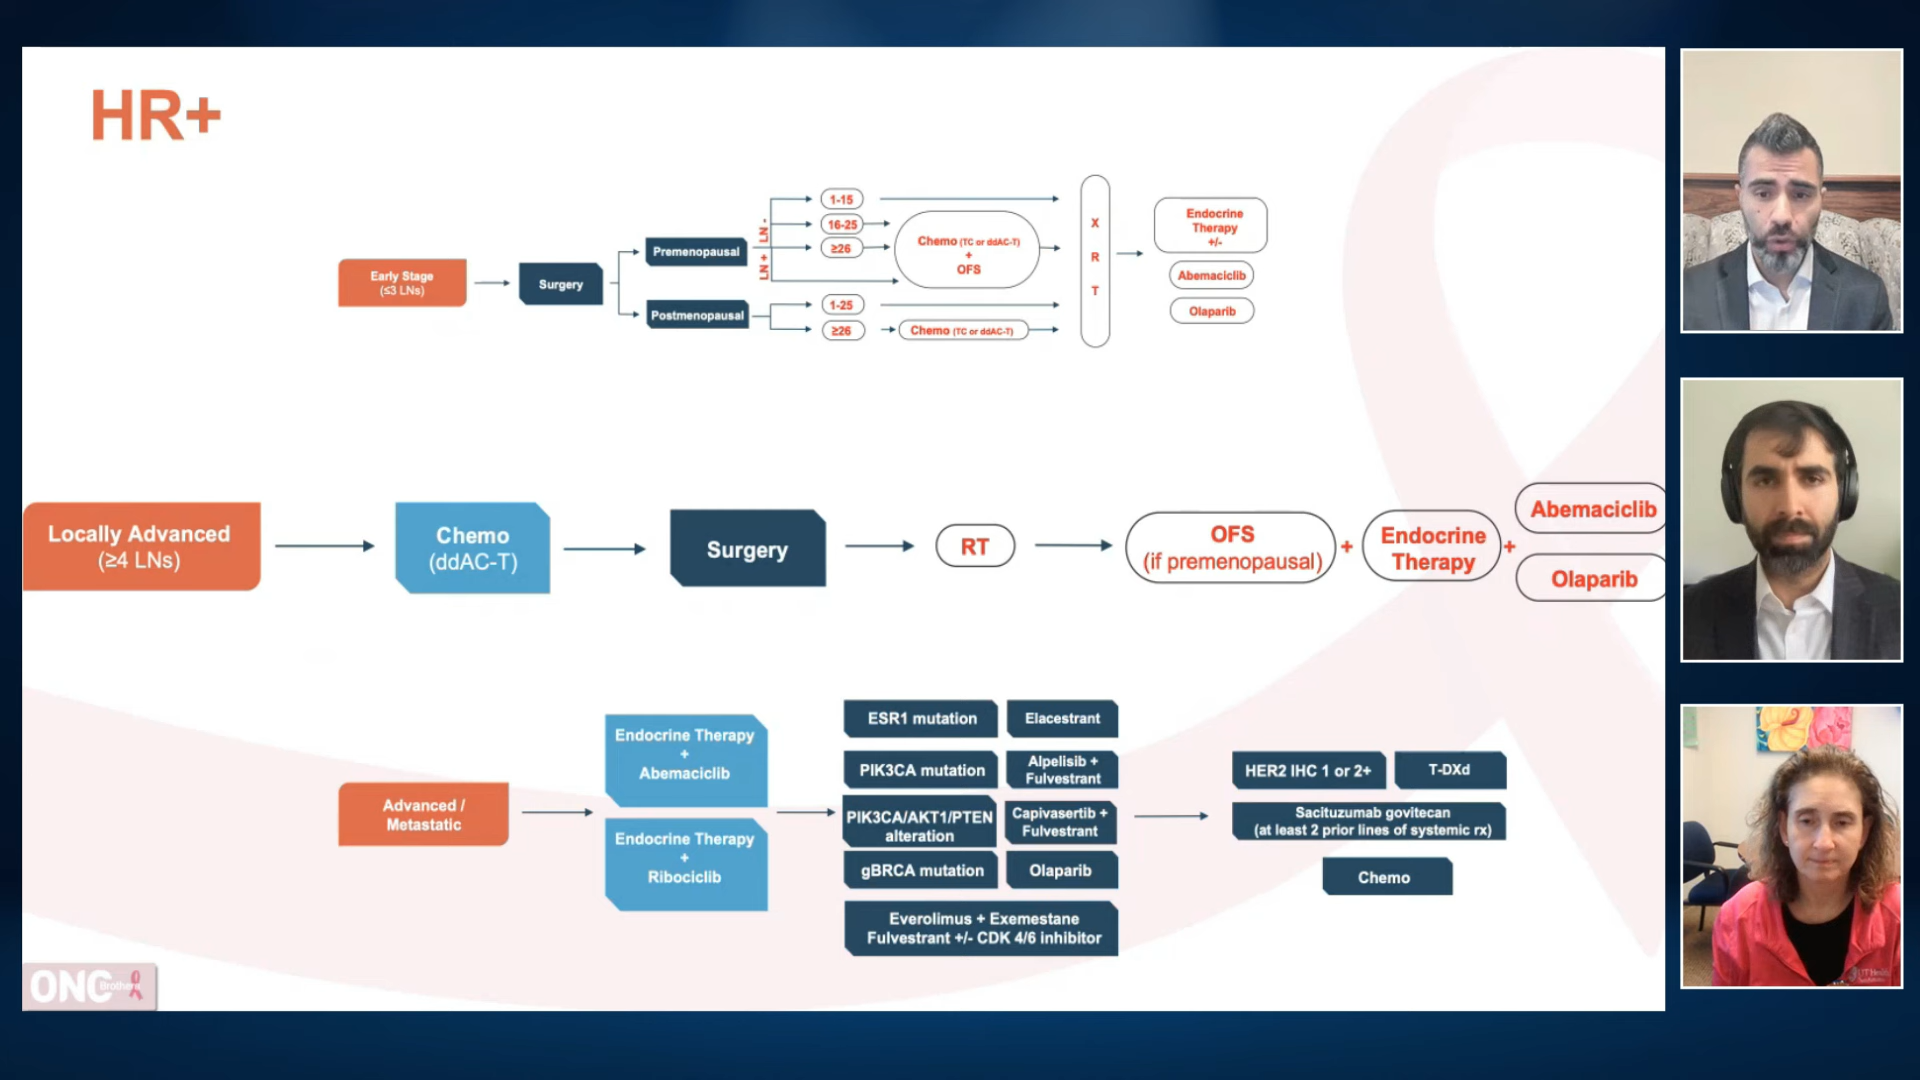 HR+
Early Stage
(≤3 LNs)
Surgery
Premenopausal
Postmenopausal
LN -
LN +
1-15
16-25
≥26
Chemo (TC or ddAC-T)
+
OFS
1-25
≥26
Chemo (TC or ddAC-T)
X
R
T
Endocrine
Therapy
+/-
Abemaciclib
Olaparib
Locally Advanced
(≥4 LNs)
Chemo
(ddAC-T)
Surgery
RT
OFS
(if premenopausal)
+
Endocrine
Therapy
+
Abemaciclib
Olaparib
Advanced /
Metastatic
Endocrine Therapy
+
Abemaciclib
Endocrine Therapy
+
Ribociclib
ESR1 mutation
Elacestrant
PIK3CA mutation
Alpelisib +
Fulvestrant
PIK3CA/AKT1/PTEN
alteration
Capivasertib +
Fulvestrant
gBRCA mutation
Olaparib
Everolimus + Exemestane
Fulvestrant +/- CDK 4/6 inhibitor
HER2 IHC 1 or 2+
T-DXd
Sacituzumab govitecan
(at least 2 prior lines of systemic rx)
Chemo
ONC
Brothers
UT Health